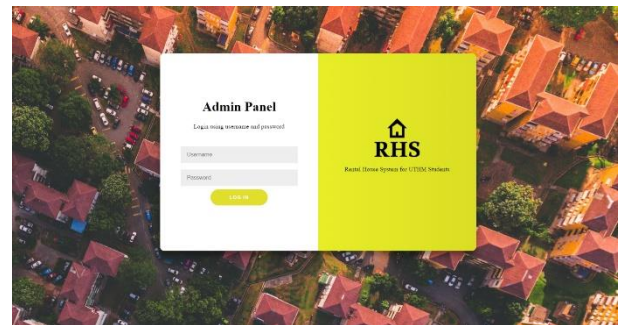 Admin Panel
Login using username and password
Username
Password
LOG IN
RHS
Rental House System for UTHM Students